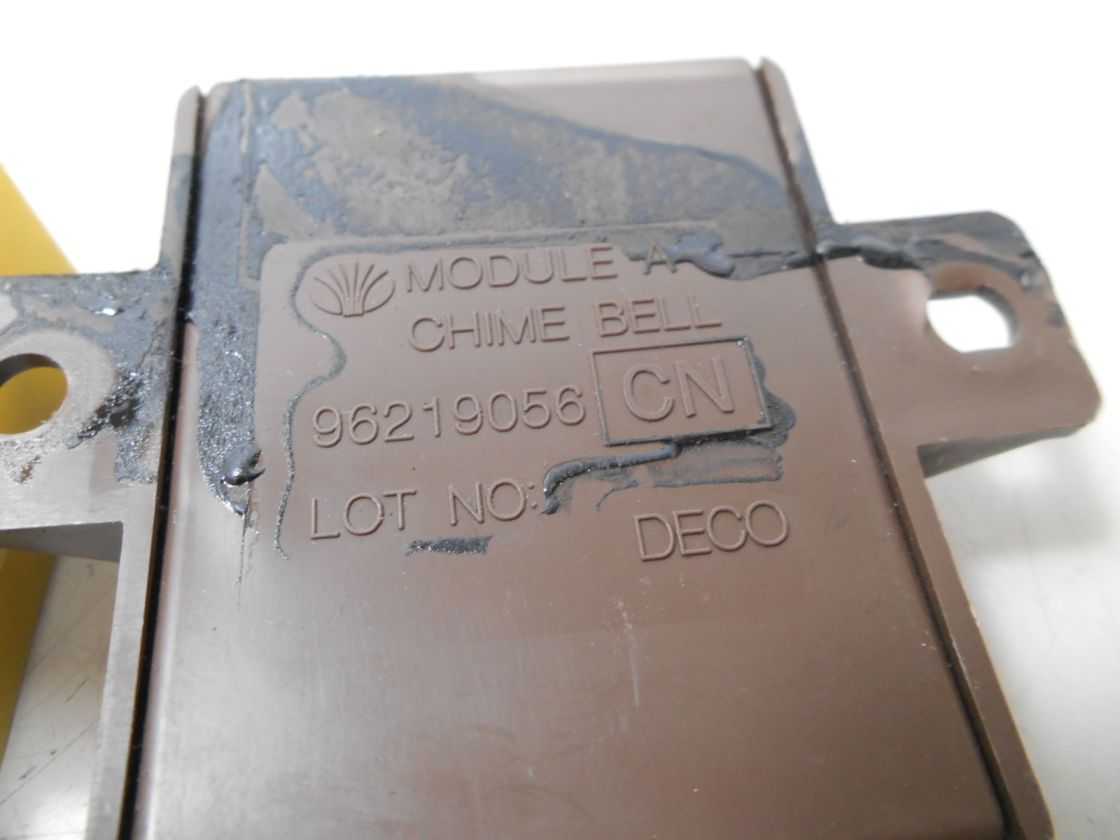 MODULE A
CHIME BELL
96219056 CN
LOT NO:
DECO